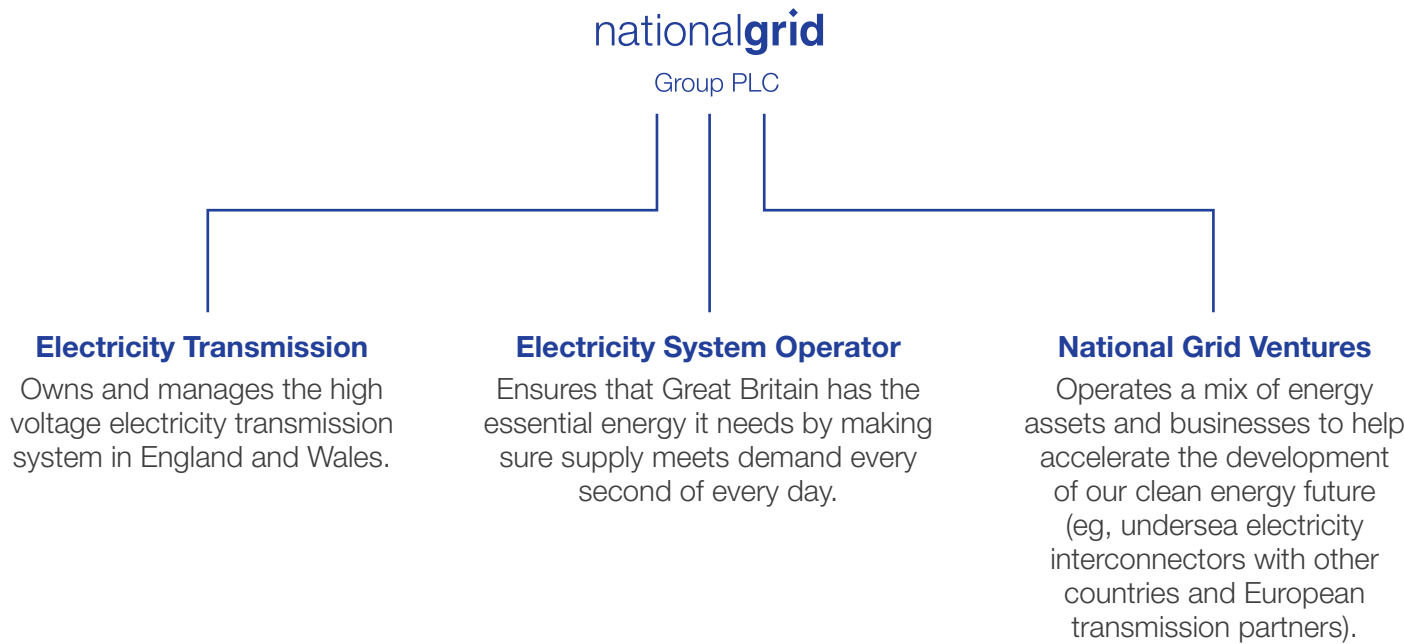 nationalgrid
Group PLC
Electricity Transmission
Owns and manages the high
voltage electricity transmission
system in England and Wales.
Electricity System Operator
Ensures that Great Britain has the
essential energy it needs by making
sure supply meets demand every
second of every day.
National Grid Ventures
Operates a mix of energy
assets and businesses to help
accelerate the development
of our clean energy future
(eg, undersea electricity
interconnectors with other
countries and European
transmission partners).